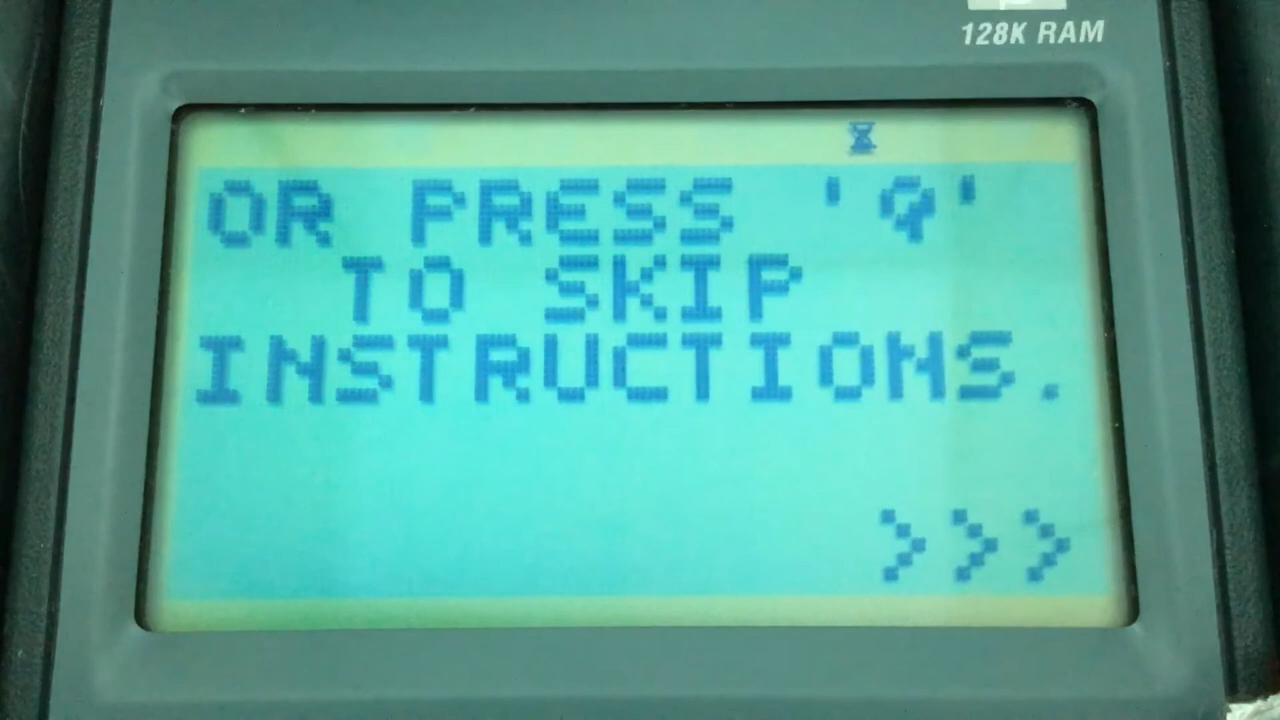 128K RAM
OR PRESS 'Q'
TO SKIP
INSTRUCTIONS.
>>>